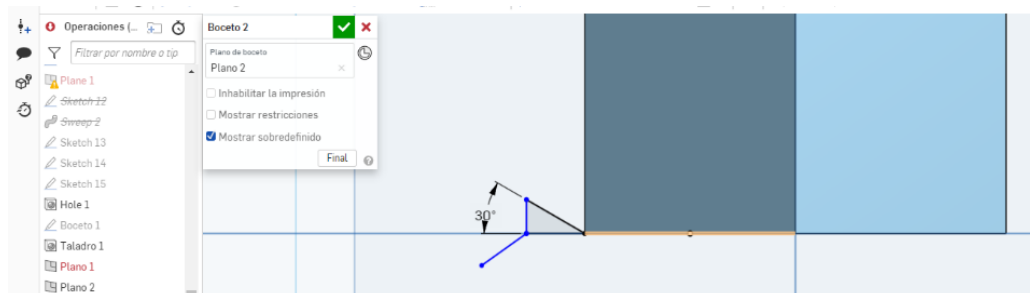 Operaciones (...
Filtrar por nombre o tip
Plane 1
Sketch 12
Sweep 2
Sketch 13
Sketch 14
Sketch 15
Hole 1
Boceto 1
Taladro 1
Plano 1
Plano 2
Boceto 2
Plano de boceto
Plano 2
Inhabilitar la impresión
Mostrar restricciones
Mostrar sobredefinido
Final
30°